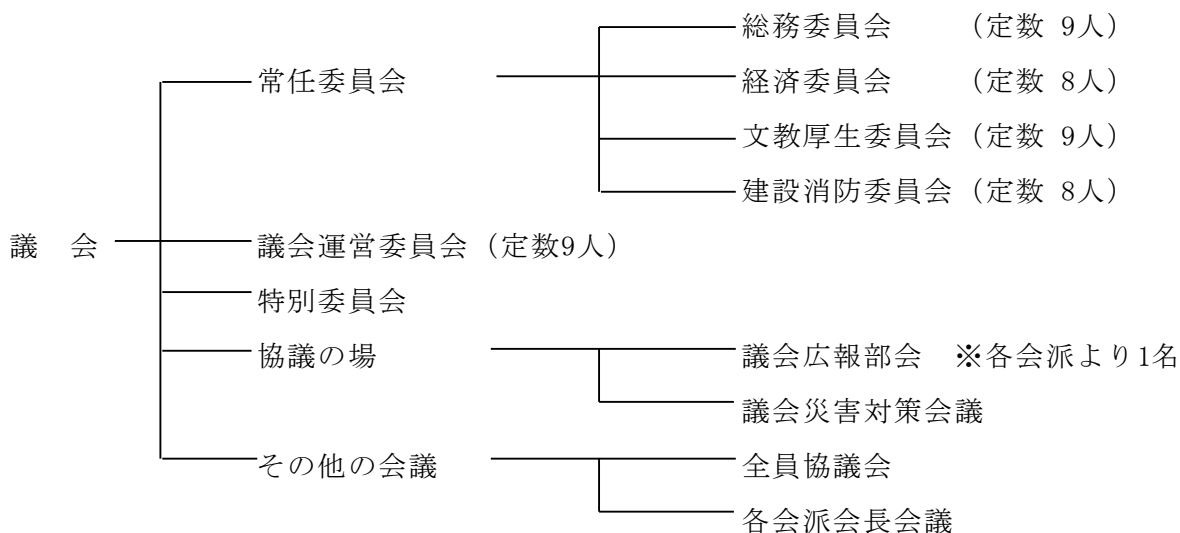 総務委員会　　（定数 9人）
常任委員会
経済委員会　　（定数 8人）
文教厚生委員会（定数 9人）
建設消防委員会（定数 8人）
議　会
議会運営委員会（定数9人）
特別委員会
協議の場
議会広報部会　※各会派より1名
議会災害対策会議
その他の会議
全員協議会
各会派会長会議